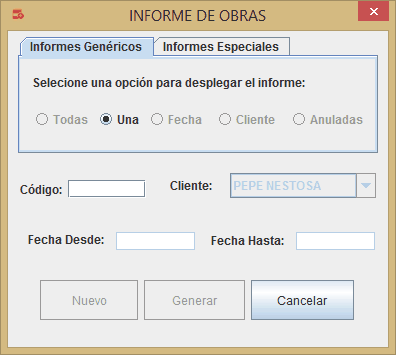 INFORME DE OBRAS
Informes Genéricos Informes Especiales
Selecione una opción para desplegar el informe:
Todas Una Fecha Cliente Anuladas
Código: Cliente: PEPE NESTOSA
Fecha Desde: Fecha Hasta:
Nuevo Generar Cancelar